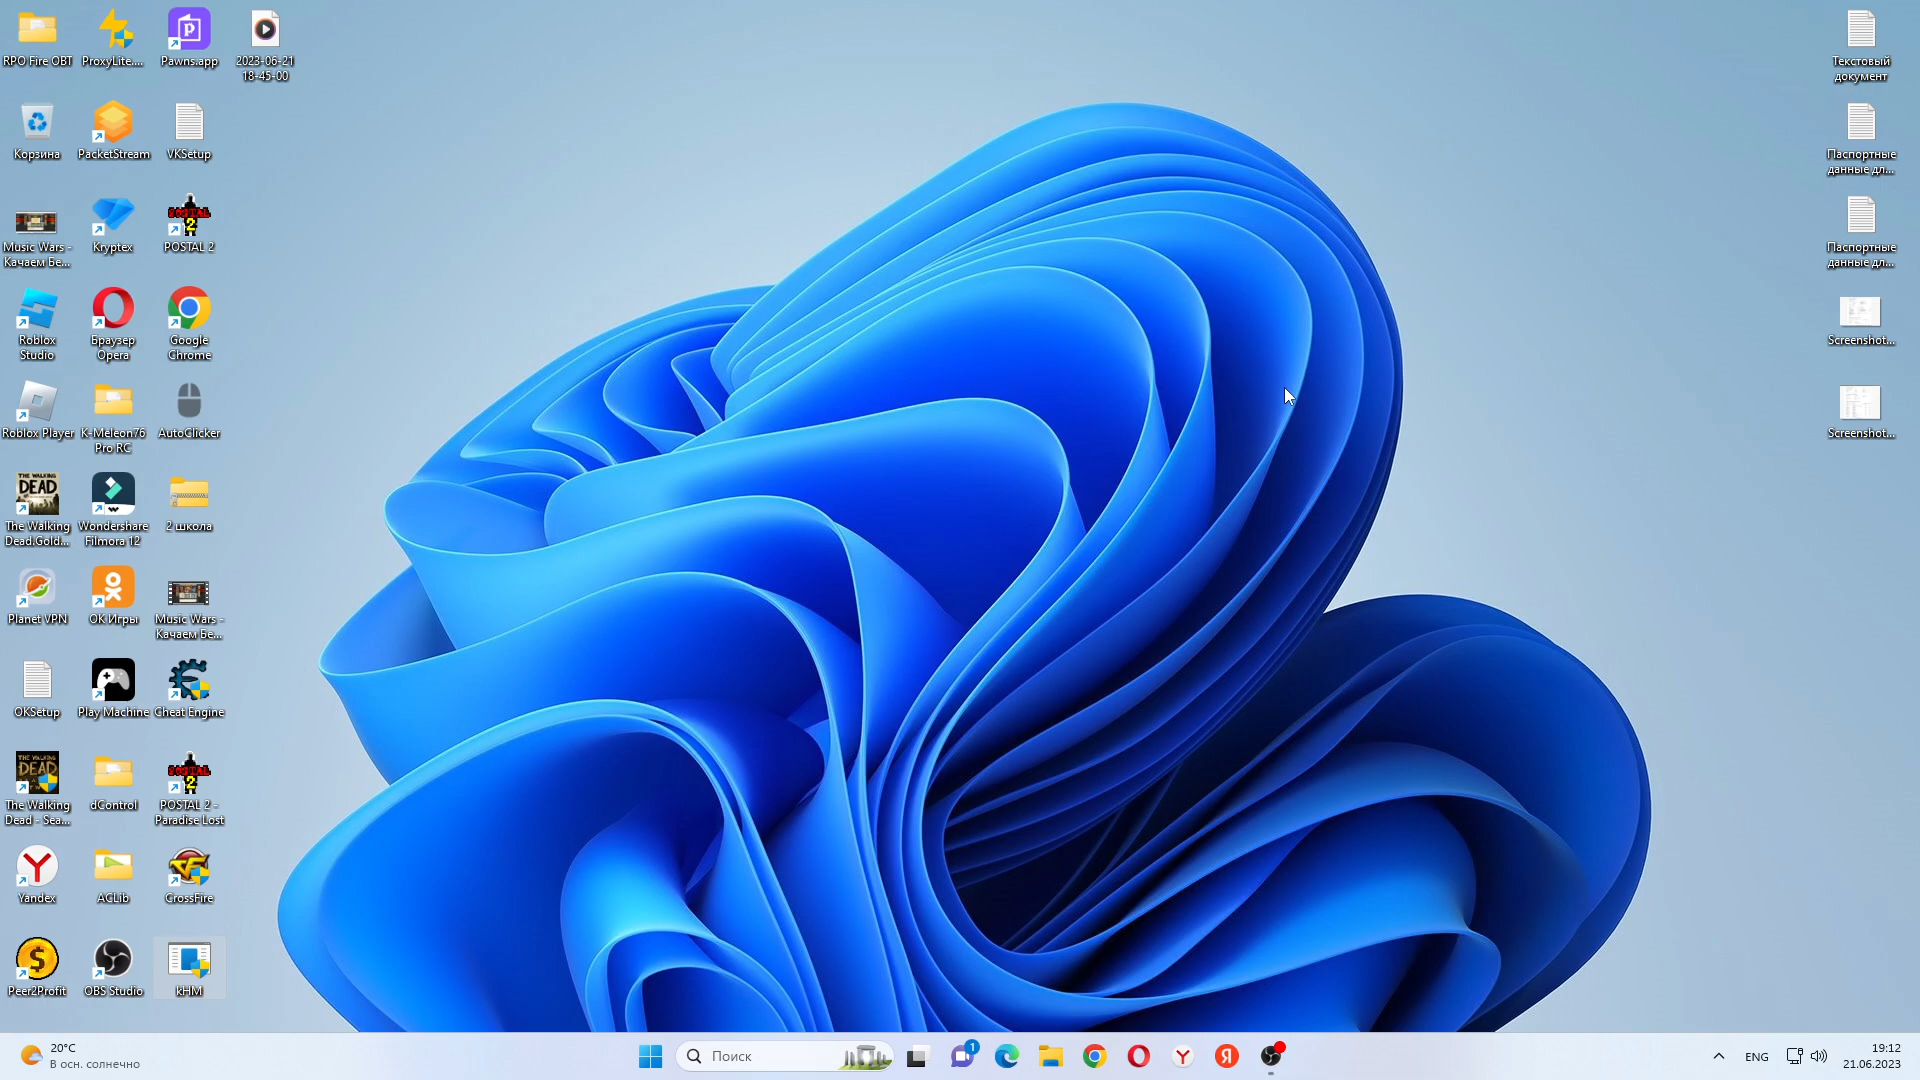 RPO Fire OBT
ProxyLite....
Pawns.app
2023-06-21
18-45-00
Корзина
PacketStream
VKSetup
Music Wars -
Качаем Бе...
Kryptex
POSTAL 2
Roblox
Studio
Браузер
Opera
Google
Chrome
Roblox Player
K-Meleon76
Pro RC
AutoClicker
The Walking
Dead.Gold...
Wondershare
Filmora 12
2 школа
Planet VPN
ОК Игры
Music Wars -
Качаем Бе...
OKSetup
Play Machine
Cheat Engine
The Walking
Dead - Sea...
dControl
POSTAL 2 -
Paradise Lost
Yandex
ACLib
CrossFire
Peer2Profit
OBS Studio
kHM
Текстовый
документ
Паспортные
данные дл...
Паспортные
данные дл...
Screenshot...
Screenshot...
20°C
В осн. солнечно
Поиск
1
ENG
19:12
21.06.2023